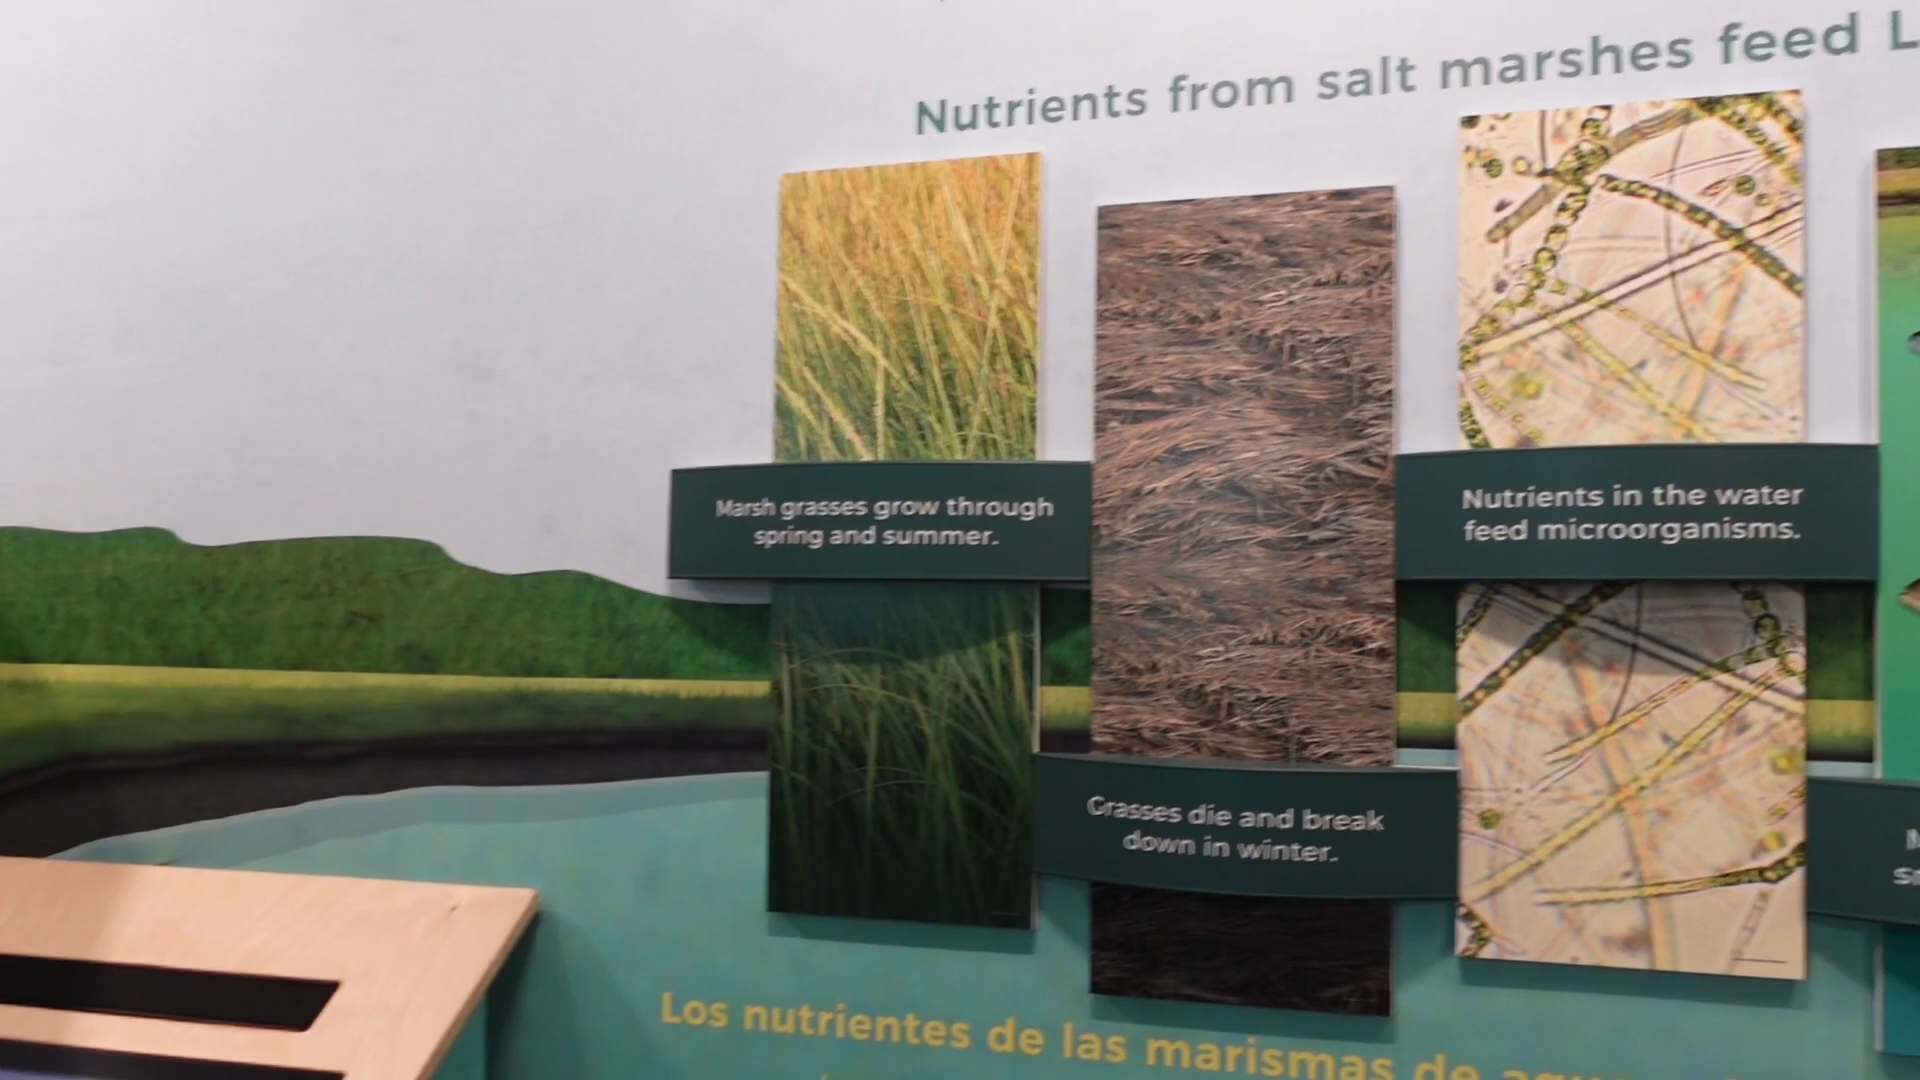 Nutrients from salt marshes feed L
Marsh grasses grow through
spring and summer.
Grasses die and break
down in winter.
Nutrients in the water
feed microorganisms.
Los nutrientes de las marismas de